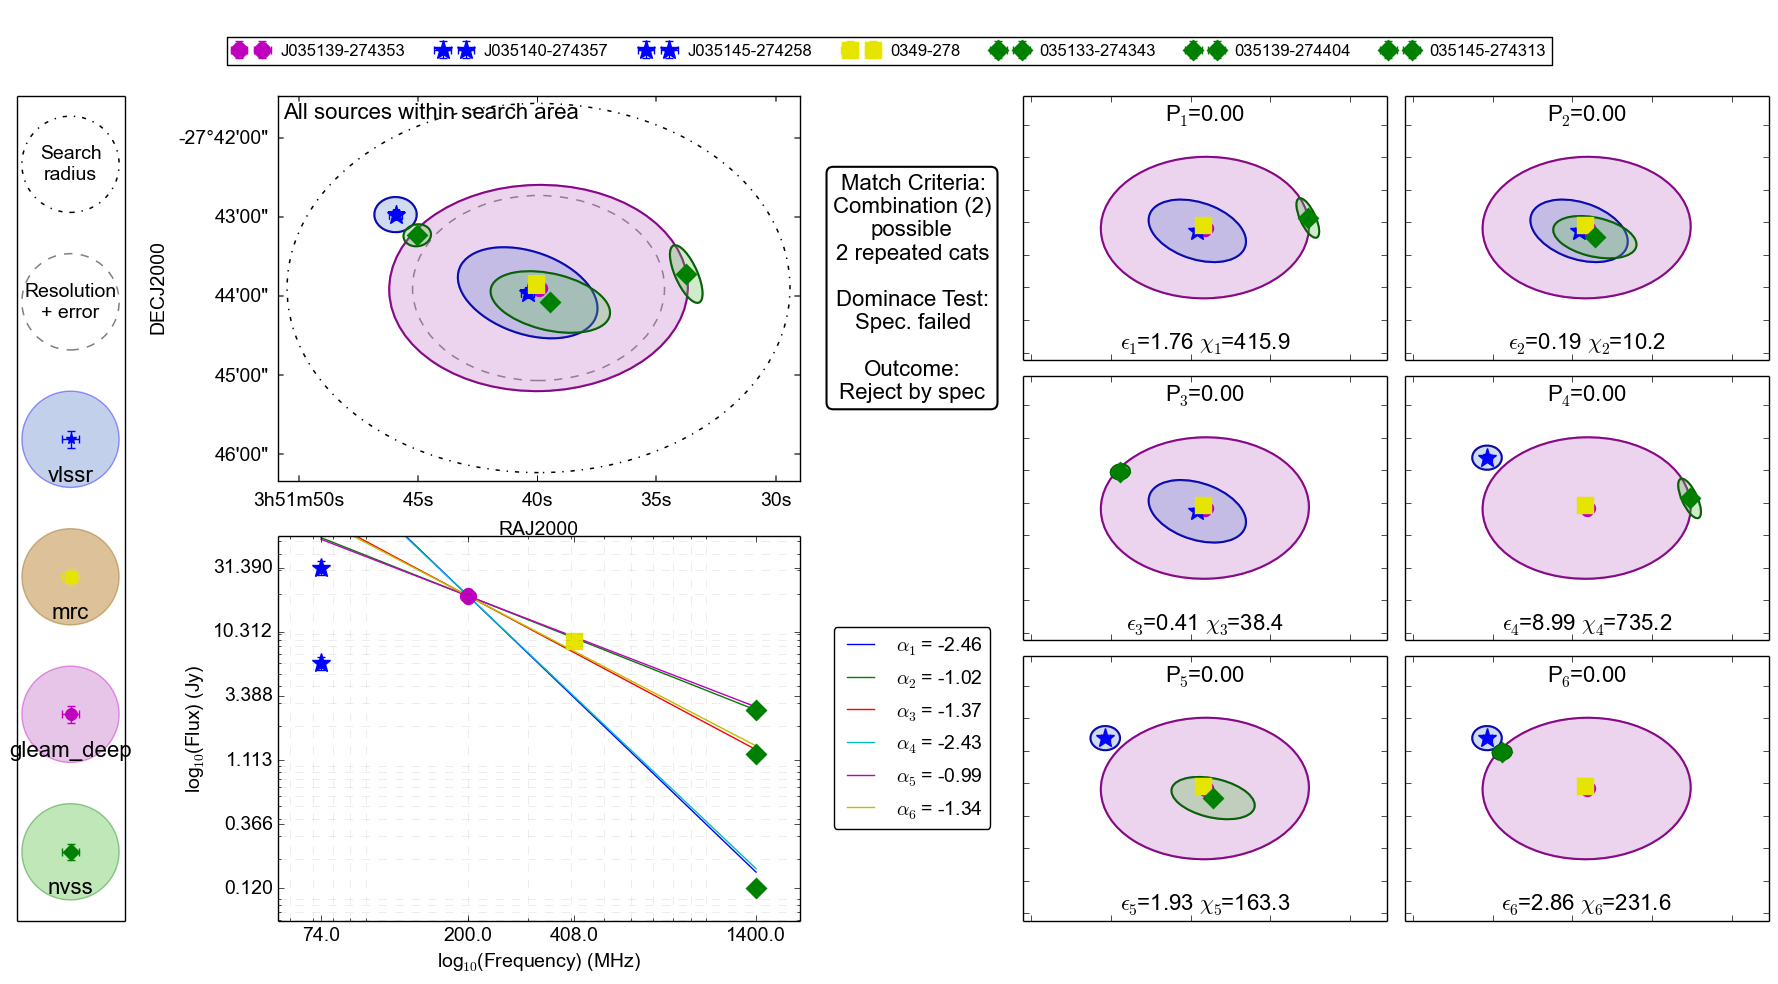 J035139-274353 J035140-274357 J035145-274258 0349-278 035133-274343 035139-274404 035145-274313
Search
radius
Resolution
+ error
vlssr
mrc
gleam_deep
nvss
All sources within search area
DECJ2000
-27°42'00"
43'00"
44'00"
45'00"
46'00"
3h51m50s 45s 40s 35s 30s
RAJ2000
log₁₀(Flux) (Jy)
31.390
10.312
3.388
1.113
0.366
0.120
74.0 200.0 408.0 1400.0
log₁₀(Frequency) (MHz)
Match Criteria:
Combination (2)
possible
2 repeated cats
Dominace Test:
Spec. failed
Outcome:
Reject by spec
α₁ = -2.46
α₂ = -1.02
α₃ = -1.37
α₄ = -2.43
α₅ = -0.99
α₆ = -1.34
P₁=0.00
ϵ₁=1.76 χ₁=415.9
P₂=0.00
ϵ₂=0.19 χ₂=10.2
P₃=0.00
ϵ₃=0.41 χ₃=38.4
P₄=0.00
ϵ₄=8.99 χ₄=735.2
P₅=0.00
ϵ₅=1.93 χ₅=163.3
P₆=0.00
ϵ₆=2.86 χ₆=231.6